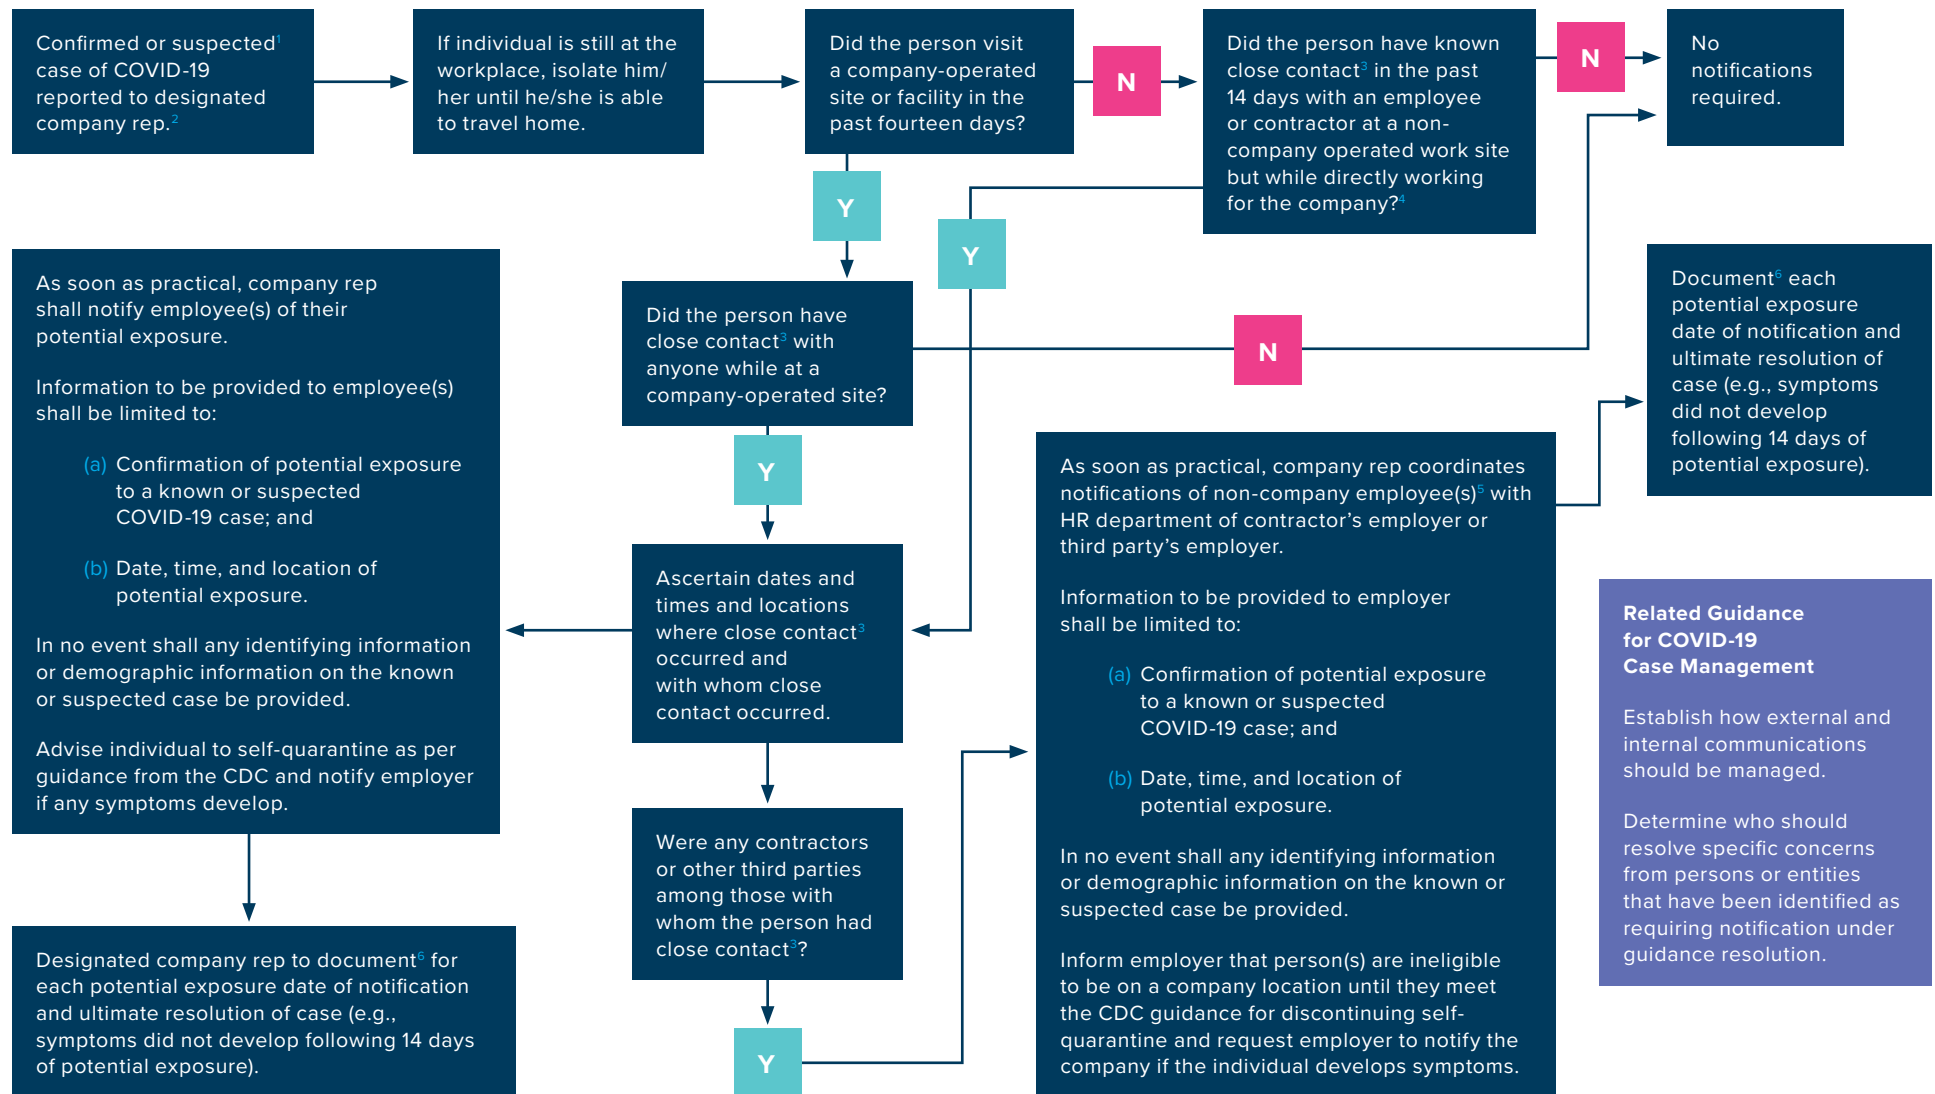 Confirmed or suspected¹
case of COVID-19
reported to designated
company rep.²
If individual is still at the
workplace, isolate him/
her until he/she is able
to travel home.
Did the person visit
a company-operated
site or facility in the
past fourteen days?
N
Did the person have known
close contact³ in the past
14 days with an employee
or contractor at a non-
company operated work site
but while directly working
for the company?⁴
N
No
notifications
required.
Y
Y
Did the person have
close contact³ with
anyone while at a
company-operated site?
N
Y
Ascertain dates and
times and locations
where close contact³
occurred and
with whom close
contact occurred.
As soon as practical, company rep
shall notify employee(s) of their
potential exposure.
Information to be provided to employee(s)
shall be limited to:
(a) Confirmation of potential exposure
to a known or suspected
COVID-19 case; and
(b) Date, time, and location of
potential exposure.
In no event shall any identifying information
or demographic information on the known
or suspected case be provided.
Advise individual to self-quarantine as per
guidance from the CDC and notify employer
if any symptoms develop.
Designated company rep to document⁶ for
each potential exposure date of notification
and ultimate resolution of case (e.g.,
symptoms did not develop following 14 days
of potential exposure).
Were any contractors
or other third parties
among those with
whom the person had
close contact³?
Y
As soon as practical, company rep coordinates
notifications of non-company employee(s)⁵ with
HR department of contractor’s employer or
third party’s employer.
Information to be provided to employer
shall be limited to:
(a) Confirmation of potential exposure
to a known or suspected
COVID-19 case; and
(b) Date, time, and location of
potential exposure.
In no event shall any identifying information
or demographic information on the known or
suspected case be provided.
Inform employer that person(s) are ineligible
to be on a company location until they meet
the CDC guidance for discontinuing self-
quarantine and request employer to notify the
company if the individual develops symptoms.
Document⁶ each
potential exposure
date of notification and
ultimate resolution of
case (e.g., symptoms
did not develop
following 14 days of
potential exposure).
Related Guidance
for COVID-19
Case Management
Establish how external and
internal communications
should be managed.
Determine who should
resolve specific concerns
from persons or entities
that have been identified as
requiring notification under
guidance resolution.